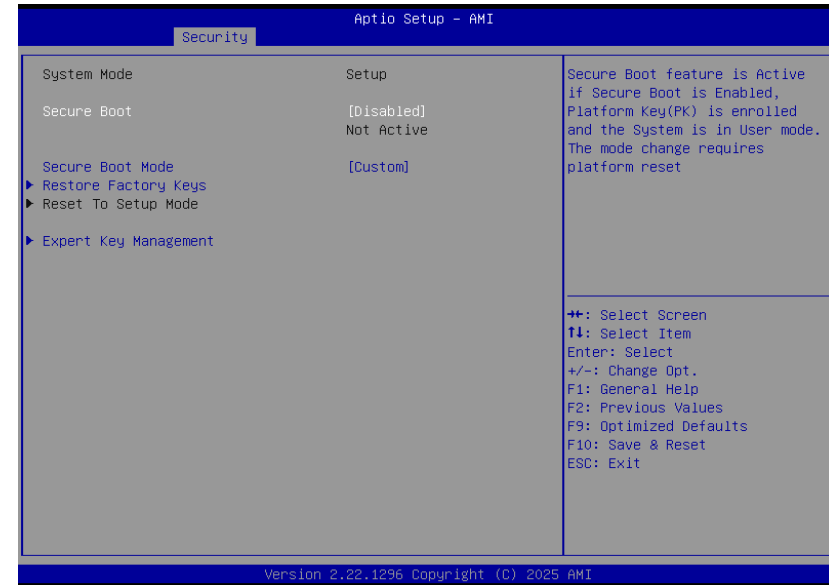 Aptio Setup - AMI
Security
System Mode Setup
Secure Boot [Disabled]
Not Active
Secure Boot Mode [Custom]
▶ Restore Factory Keys
▶ Reset To Setup Mode
▶ Expert Key Management
Secure Boot feature is Active
if Secure Boot is Enabled,
Platform Key(PK) is enrolled
and the System is in User mode.
The mode change requires
platform reset
→←: Select Screen
↑↓: Select Item
Enter: Select
+/-: Change Opt.
F1: General Help
F2: Previous Values
F9: Optimized Defaults
F10: Save & Reset
ESC: Exit
Version 2.22.1296 Copyright (C) 2025 AMI